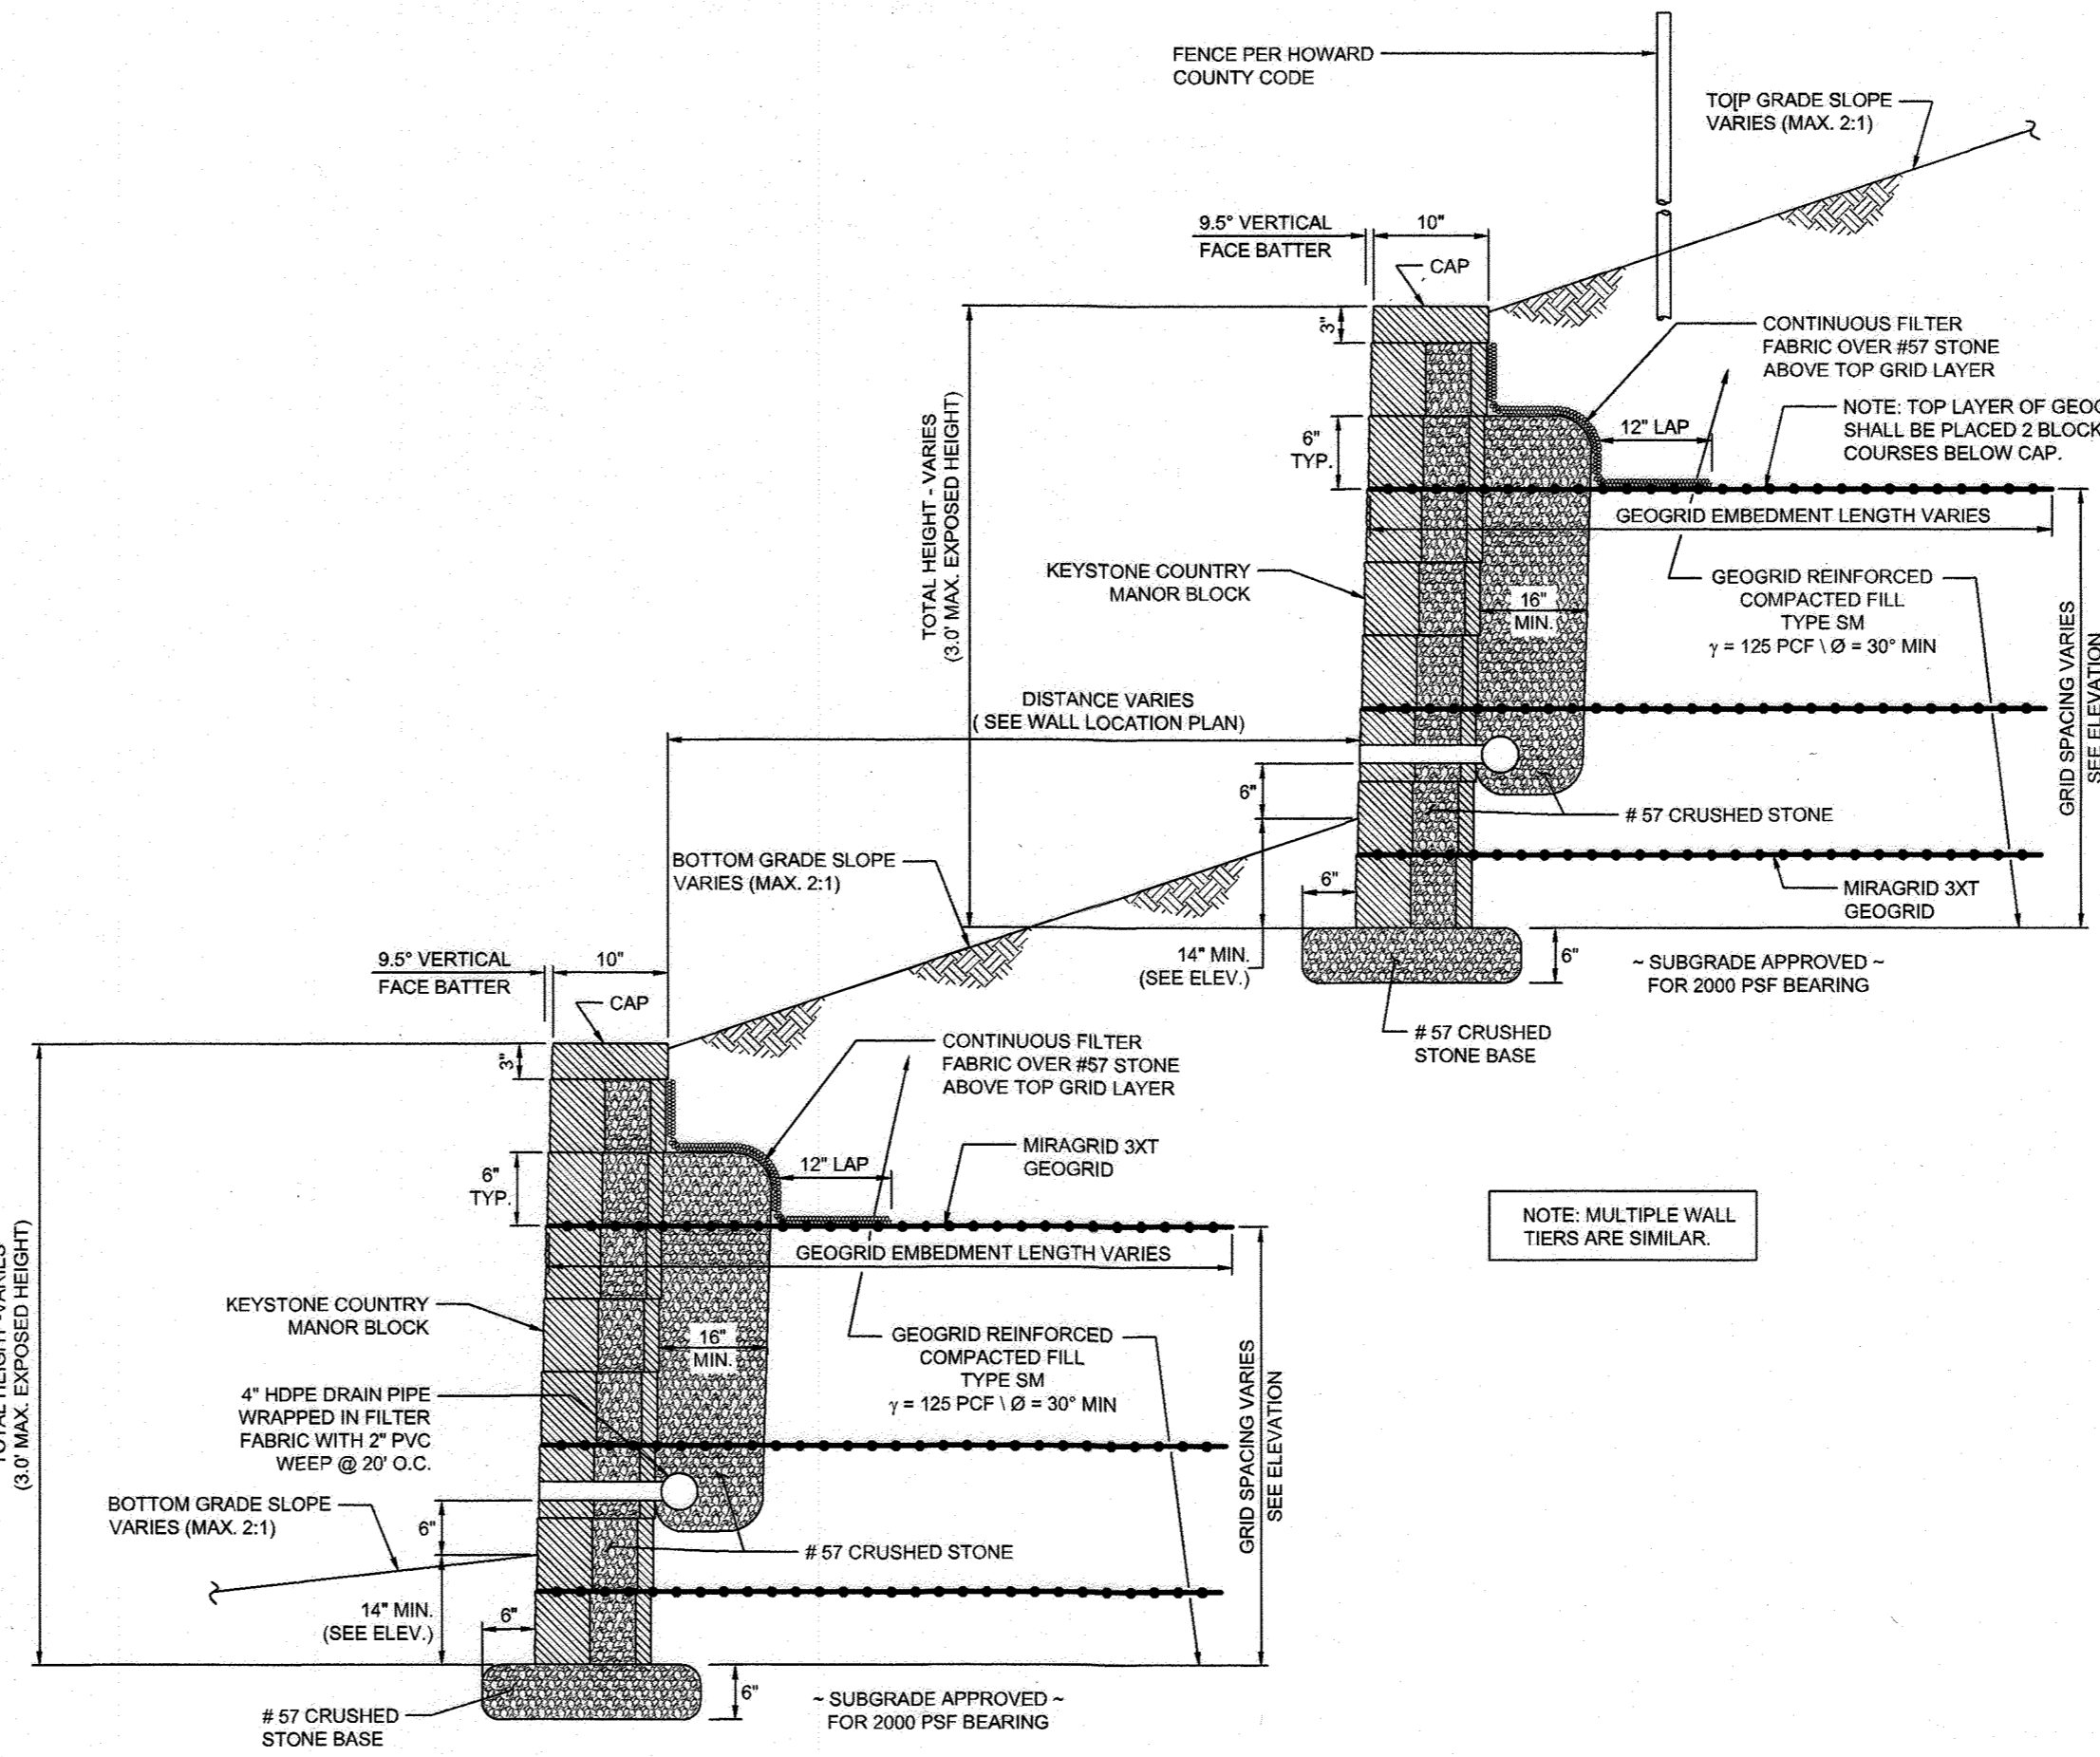 FENCE PER HOWARD
COUNTY CODE
TO[P GRADE SLOPE
VARIES (MAX. 2:1)
9.5° VERTICAL
FACE BATTER
10"
CAP
3"
CONTINUOUS FILTER
FABRIC OVER #57 STONE
ABOVE TOP GRID LAYER
NOTE: TOP LAYER OF
SHALL BE PLACED 2 BLOCK
COURSES BELOW CAP.
12" LAP
6"
TYP.
TOTAL HEIGHT - VARIES
(3.0' MAX. EXPOSED HEIGHT)
GEOGRID EMBEDMENT LENGTH VARIES
KEYSTONE COUNTRY
MANOR BLOCK
16"
MIN.
GEOGRID REINFORCED
COMPACTED FILL
TYPE SM
γ = 125 PCF \ Ø = 30° MIN
GRID SPACING VARIES
SEE ELEVATION
DISTANCE VARIES
( SEE WALL LOCATION PLAN)
6"
# 57 CRUSHED STONE
BOTTOM GRADE SLOPE
VARIES (MAX. 2:1)
6"
MIRAGRID 3XT
GEOGRID
14" MIN.
(SEE ELEV.)
6"
~ SUBGRADE APPROVED ~
FOR 2000 PSF BEARING
# 57 CRUSHED
STONE BASE
9.5° VERTICAL
FACE BATTER
10"
CAP
3"
CONTINUOUS FILTER
FABRIC OVER #57 STONE
ABOVE TOP GRID LAYER
MIRAGRID 3XT
GEOGRID
12" LAP
6"
TYP.
NOTE: MULTIPLE WALL
TIERS ARE SIMILAR.
GEOGRID EMBEDMENT LENGTH VARIES
(3.0' MAX. EXPOSED HEIGHT)
KEYSTONE COUNTRY
MANOR BLOCK
16"
MIN.
GEOGRID REINFORCED
COMPACTED FILL
TYPE SM
γ = 125 PCF \ Ø = 30° MIN
GRID SPACING VARIES
SEE ELEVATION
4" HDPE DRAIN PIPE
WRAPPED IN FILTER
FABRIC WITH 2" PVC
WEEP @ 20' O.C.
BOTTOM GRADE SLOPE
VARIES (MAX. 2:1)
6"
# 57 CRUSHED STONE
14" MIN.
(SEE ELEV.)
6"
6"
~ SUBGRADE APPROVED ~
FOR 2000 PSF BEARING
# 57 CRUSHED
STONE BASE